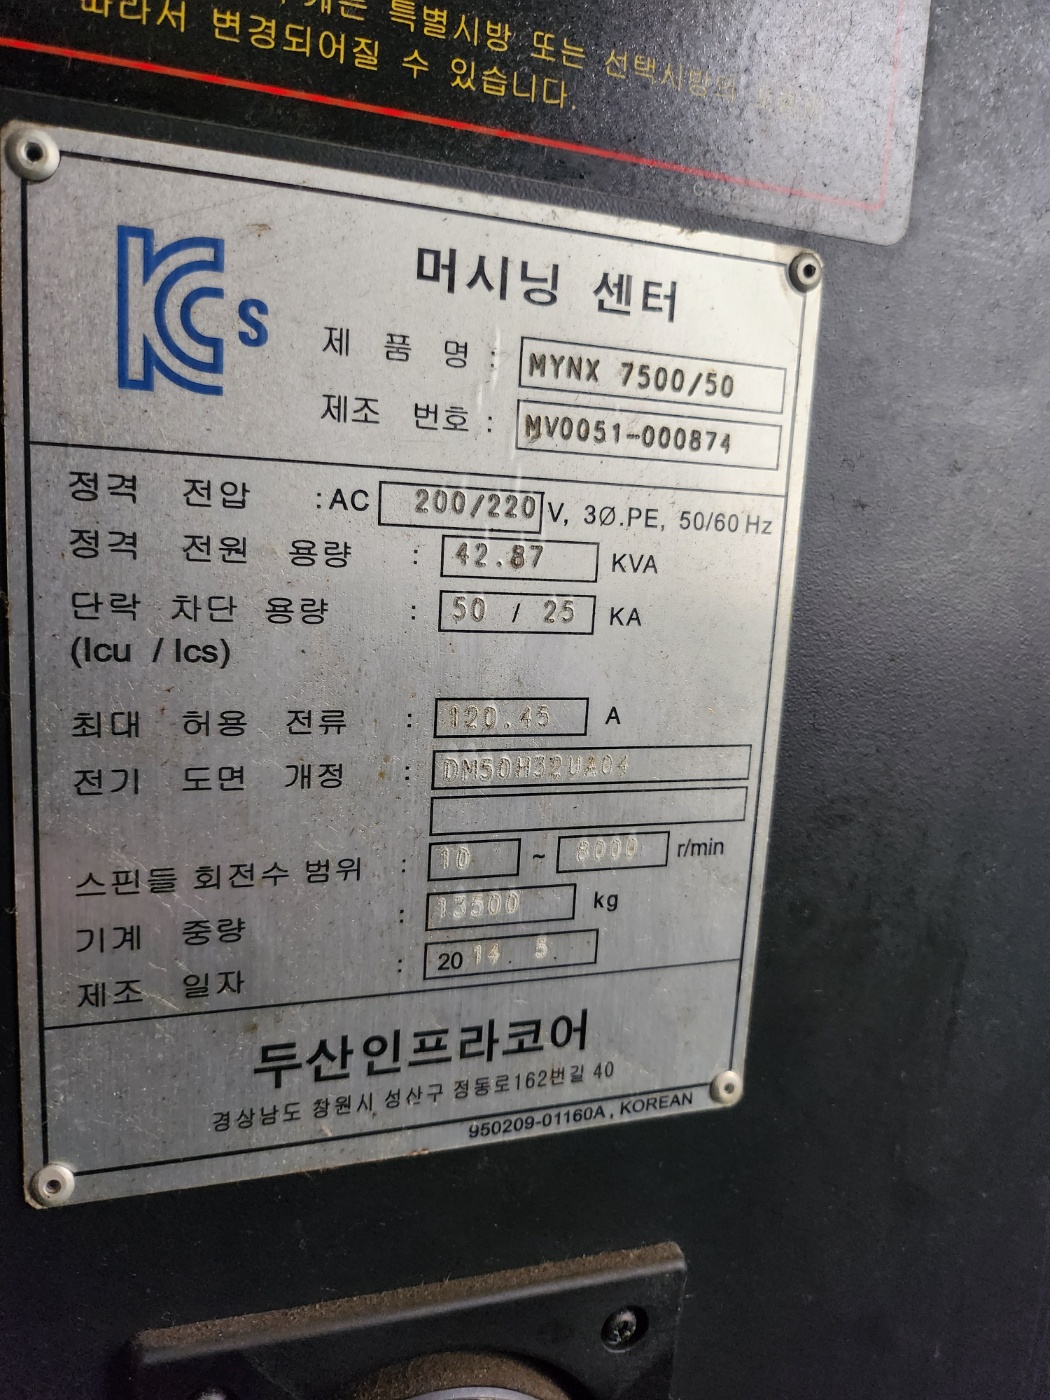 개는 특별시방 또는 선택시방의
따라서 변경되어질 수 있습니다.
KCs
머시닝 센터
제 품 명 : MYNX 7500/50
제조 번호 : MV0051-000874
정격 전압 : AC 200/220 V, 3Ø.PE, 50/60 Hz
정격 전원 용량 : 42.87 KVA
단락 차단 용량 : 50 / 25 KA
(Icu / Ics)
최대 허용 전류 : 120.45 A
전기 도면 개정 : DM50H32UA04
스핀들 회전수 범위 : 10 ~ 8000 r/min
기계 중량 : 13500 kg
제조 일자 : 2014. 5.
두산인프라코어
경상남도 창원시 성산구 정동로162번길 40
950209-01160A, KOREAN